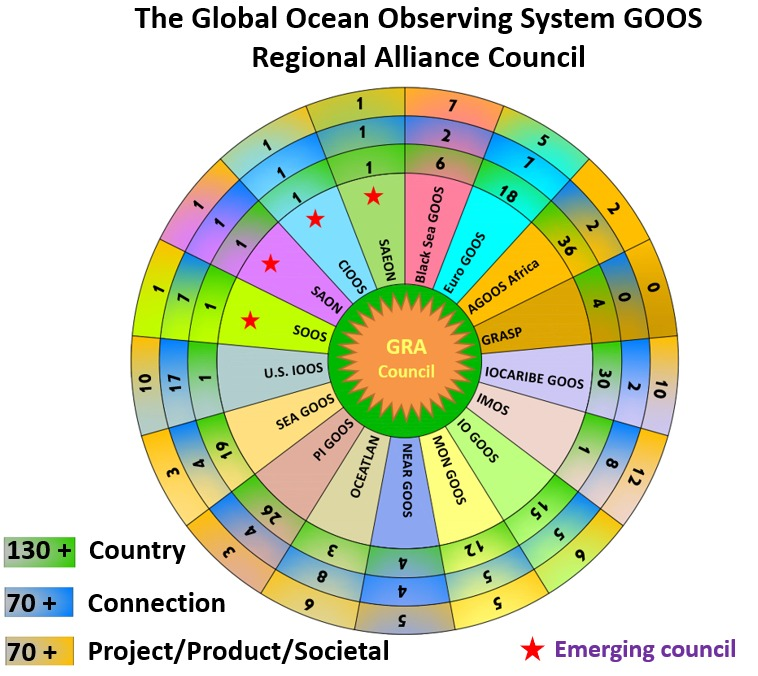 The Global Ocean Observing System GOOS
Regional Alliance Council
1
7
5
2
0
10
12
6
5
5
6
3
3
10
1
1
1
1
2
7
2
0
2
8
5
5
4
8
4
4
17
7
1
1
1
6
18
36
4
30
1
15
12
4
3
26
19
1
1
1
1
SAEON
Black Sea GOOS
Euro GOOS
AGOOS Africa
GRASP
IOCARIBE GOOS
IMOS
IO GOOS
MON GOOS
NEAR GOOS
OCEATLAN
PI GOOS
SEA GOOS
U.S. IOOS
SOOS
SAON
CIOOS
GRA
Council
130 + Country
70 + Connection
70 + Project/Product/Societal
Emerging council